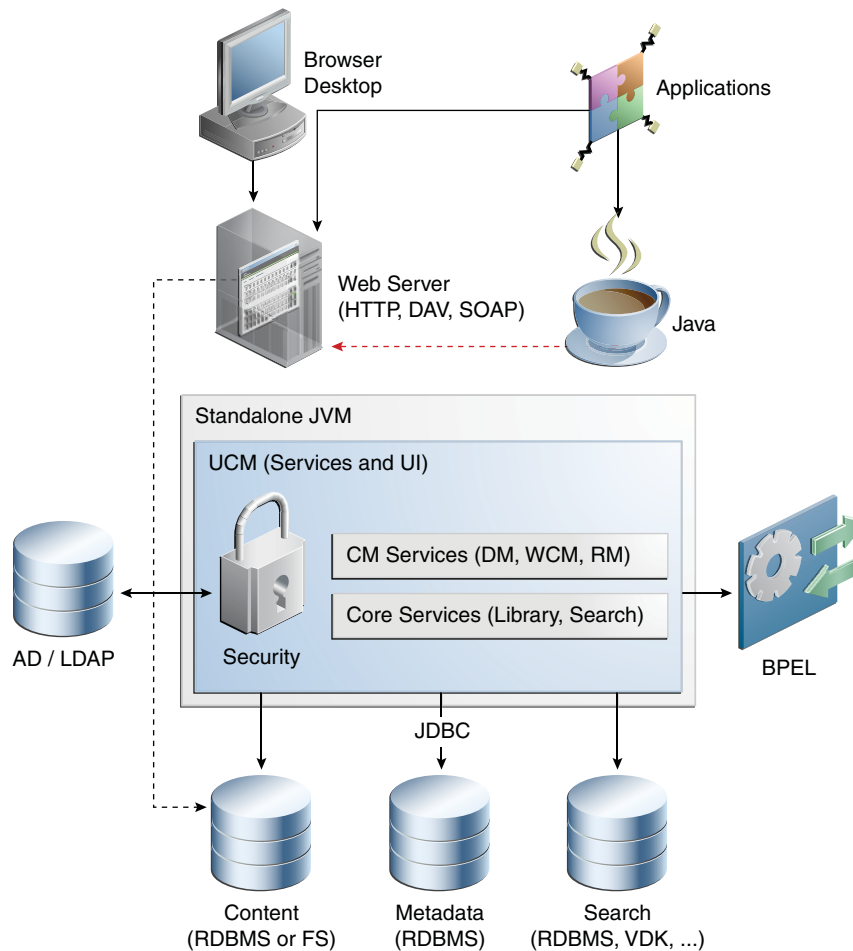 Browser
Desktop
Applications
Web Server
(HTTP, DAV, SOAP)
Java
Standalone JVM
UCM (Services and UI)
CM Services (DM, WCM, RM)
Core Services (Library, Search)
Security
AD / LDAP
BPEL
JDBC
Content
(RDBMS or FS)
Metadata
(RDBMS)
Search
(RDBMS, VDK, ...)